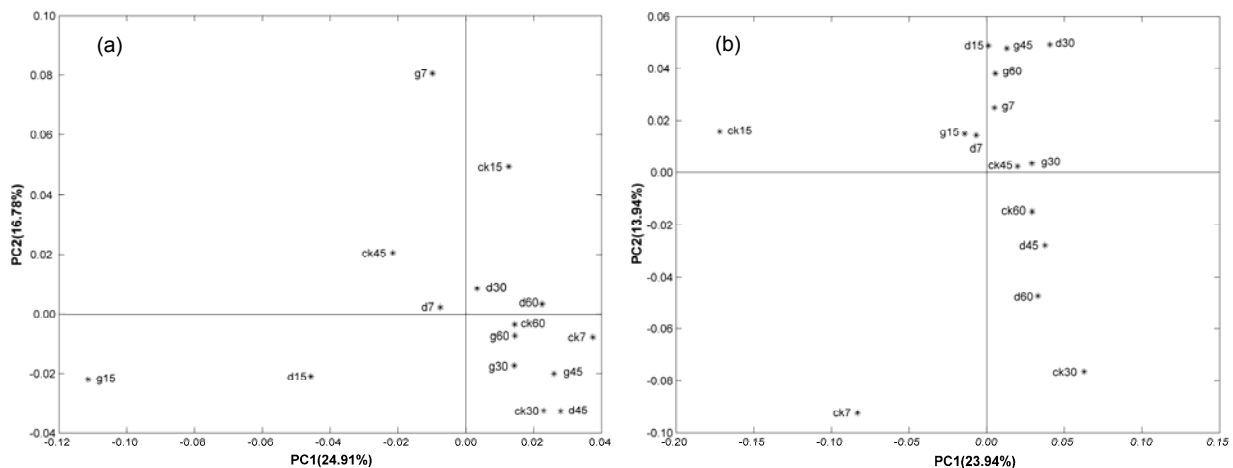 (a)
0.10
0.08
0.06
0.04
0.02
0.00
-0.02
-0.04
PC2(16.78%)
g7
ck15
ck45
d30
d7
d60
ck60
g60
ck7
g30
g45
g15
d15
ck30
d45
-0.12
-0.10
-0.08
-0.06
-0.04
-0.02
0.00
0.02
0.04
PC1(24.91%)
(b)
0.06
0.04
0.02
0.00
-0.02
-0.04
-0.06
-0.08
-0.10
PC2(13.94%)
d15
g45
d30
g60
g7
ck15
g15
d7
ck45
g30
ck60
d45
d60
ck30
ck7
-0.20
-0.15
-0.10
-0.05
0.00
0.05
0.10
0.15
PC1(23.94%)